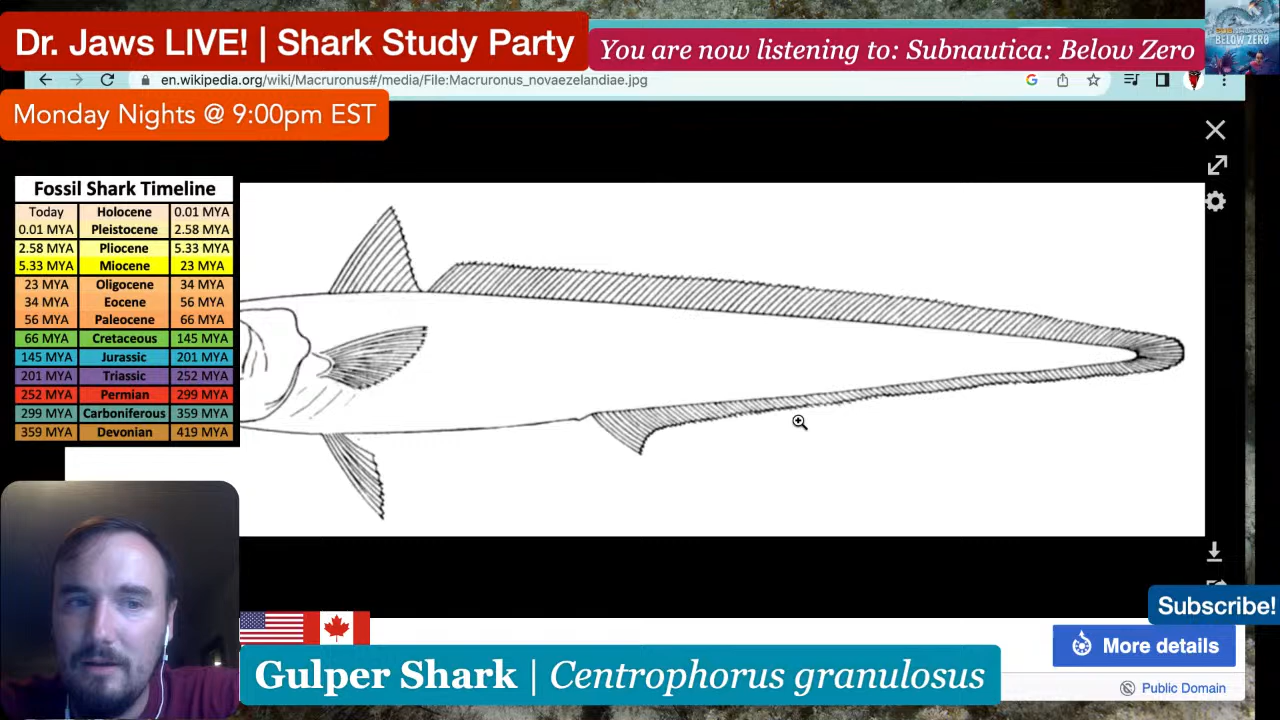 Dr. Jaws LIVE! | Shark Study Party
You are now listening to: Subnautica: Below Zero
BELOW ZERO
en.wikipedia.org/wiki/Macruronus#/media/File:Macruronus_novaezelandiae.jpg
Monday Nights @ 9:00pm EST
Fossil Shark Timeline
Today Holocene 0.01 MYA
0.01 MYA Pleistocene 2.58 MYA
2.58 MYA Pliocene 5.33 MYA
5.33 MYA Miocene 23 MYA
23 MYA Oligocene 34 MYA
34 MYA Eocene 56 MYA
56 MYA Paleocene 66 MYA
66 MYA Cretaceous 145 MYA
145 MYA Jurassic 201 MYA
201 MYA Triassic 252 MYA
252 MYA Permian 299 MYA
299 MYA Carboniferous 359 MYA
359 MYA Devonian 419 MYA
Subscribe!
More details
Gulper Shark | Centrophorus granulosus
Public Domain